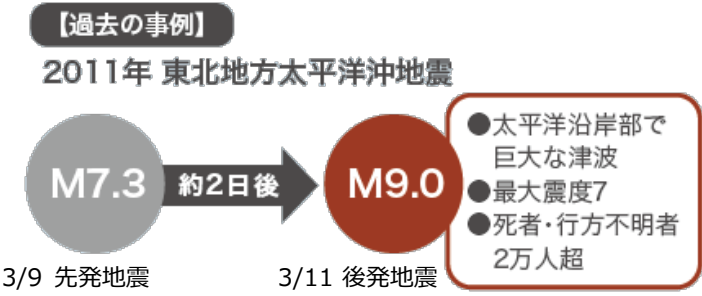 【過去の事例】
2011年 東北地方太平洋沖地震
M7.3
約2日後
M9.0
●太平洋沿岸部で
巨大な津波
●最大震度7
●死者・行方不明者
2万人超
3/9 先発地震
3/11 後発地震